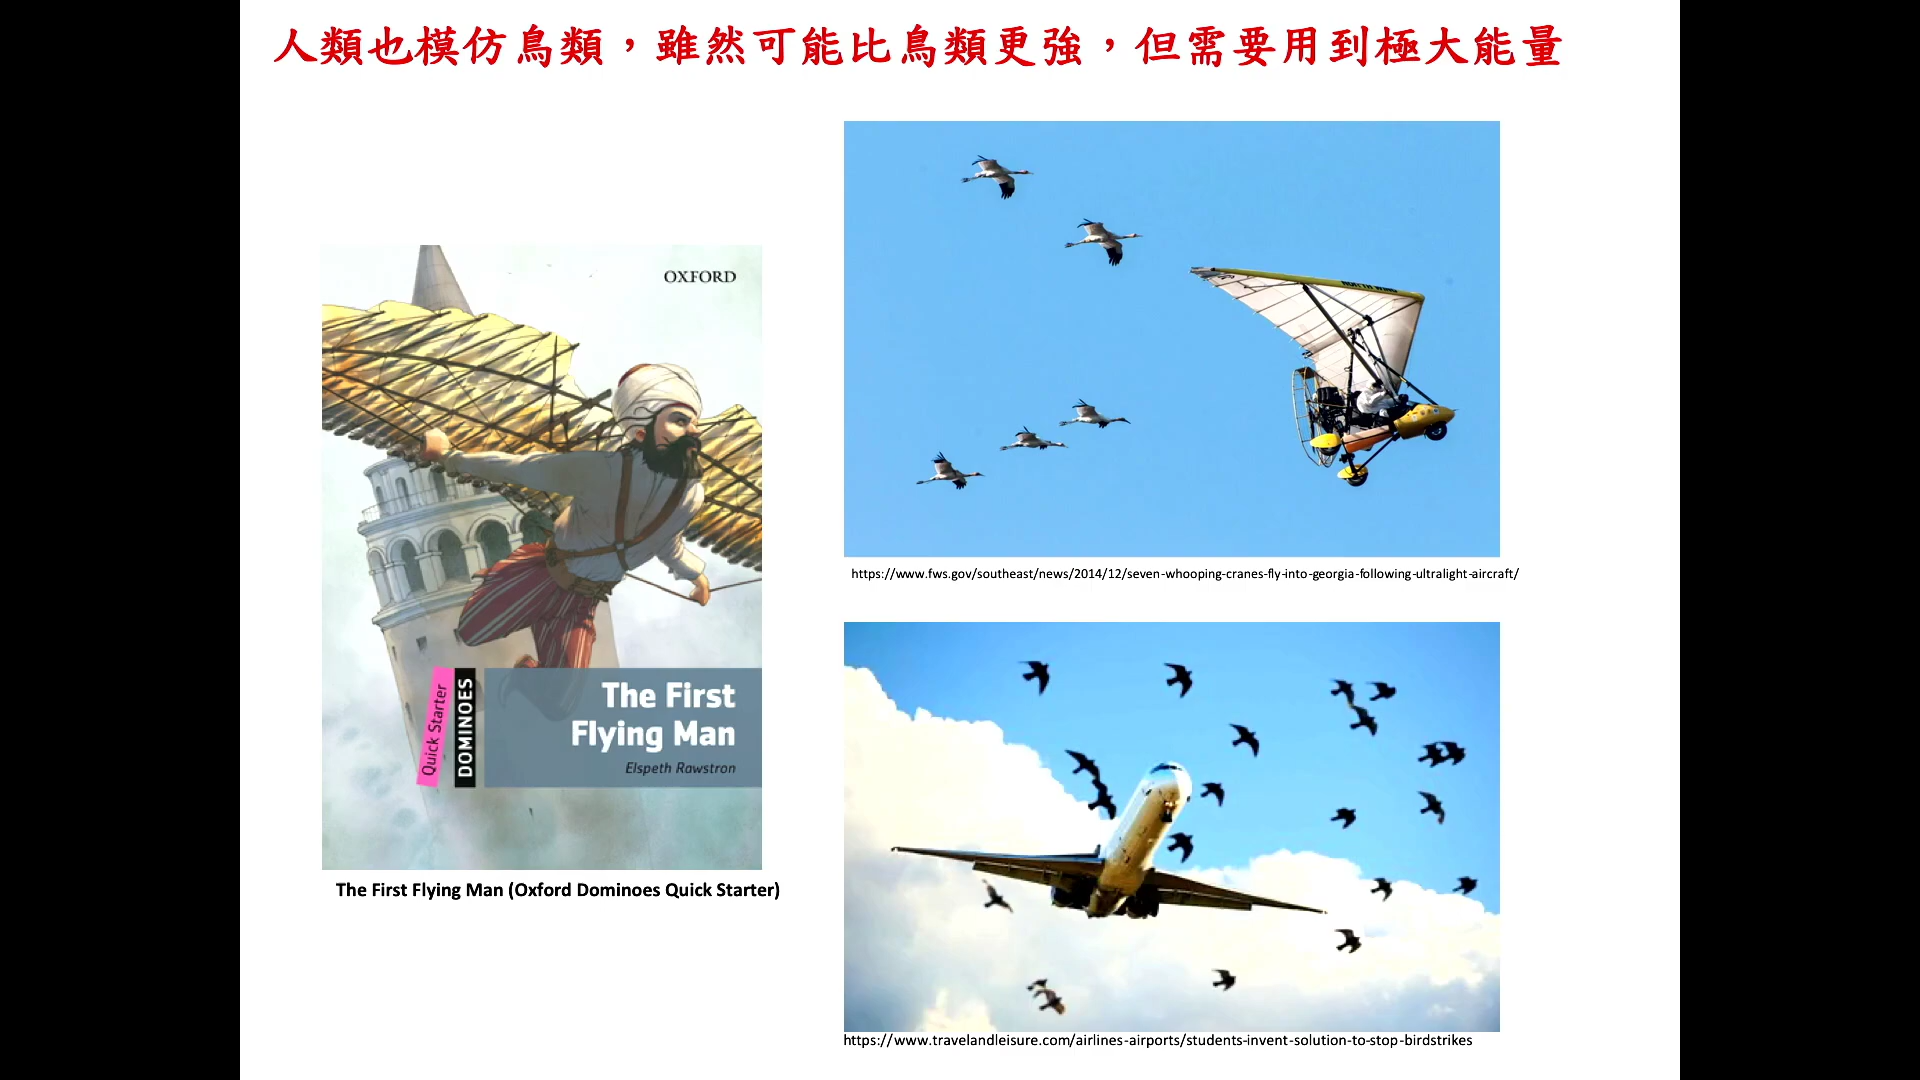 人類也模仿鳥類，雖然可能比鳥類更強，但需要用到極大能量
OXFORD
Quick Starter
DOMINOES
The First
Flying Man
Elspeth Rawstron
The First Flying Man (Oxford Dominoes Quick Starter)
https://www.fws.gov/southeast/news/2014/12/seven-whooping-cranes-fly-into-georgia-following-ultralight-aircraft/
https://www.travelandleisure.com/airlines-airports/students-invent-solution-to-stop-birdstrikes